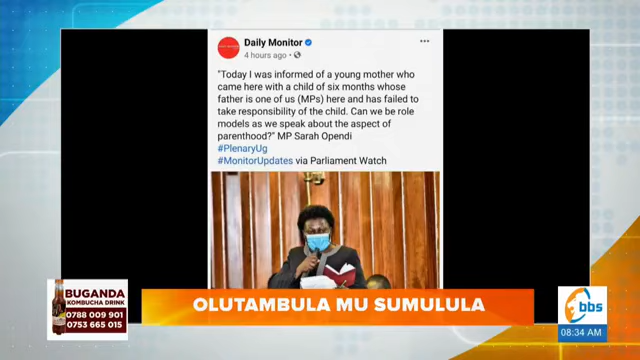 Daily Monitor
4 hours ago
"Today I was informed of a young mother who
came here with a child of six months whose
father is one of us (MPs) here and has failed to
take responsibility of the child. Can we be role
models as we speak about the aspect of
parenthood?" MP Sarah Opendi
#PlenaryUg
#MonitorUpdates via Parliament Watch
BUGANDA
KOMBUCHA DRINK
0788 009 901
0753 665 015
OLUTAMBULA MU SUMULULA
bbs
08:34 AM